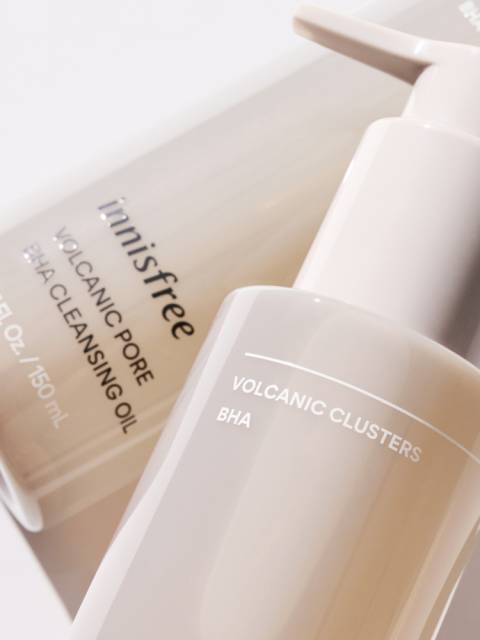 innisfree
VOLCANIC PORE
BHA CLEANSING OIL
FL OZ. / 150 mL
VOLCANIC CLUSTERS
BHA